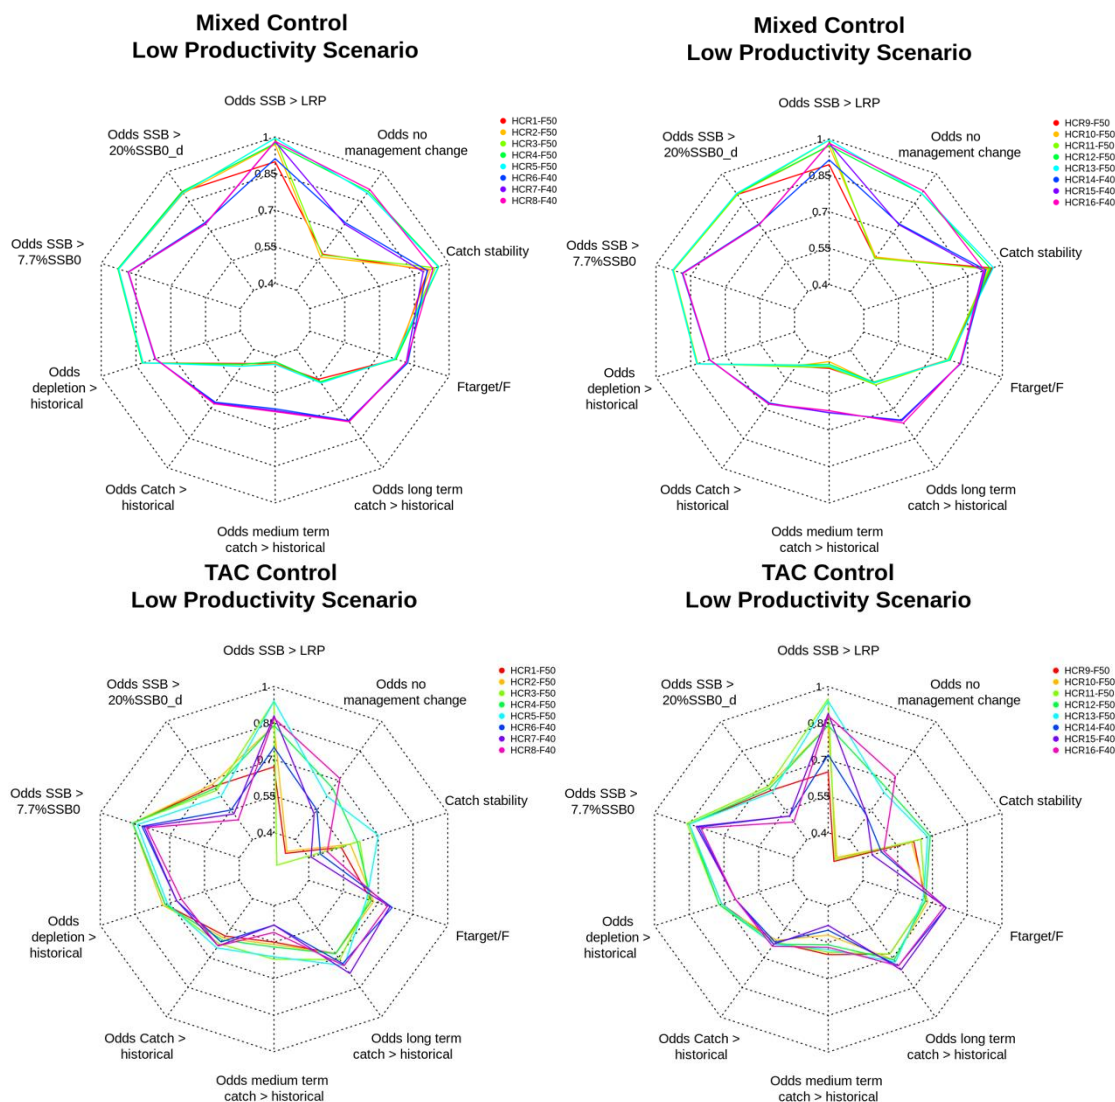 Mixed Control
Low Productivity Scenario
Odds SSB > LRP
Odds SSB >
20%SSB0_d
Odds no
management change
HCR1-F50
HCR2-F50
HCR3-F50
HCR4-F50
HCR5-F50
HCR6-F40
HCR7-F40
HCR8-F40
1
0.85
0.7
0.55
0.4
Odds SSB >
7.7%SSB0
Catch stability
Odds
depletion >
historical
Ftarget/F
Odds Catch >
historical
Odds long term
catch > historical
Odds medium term
catch > historical
Mixed Control
Low Productivity Scenario
Odds SSB > LRP
Odds SSB >
20%SSB0_d
Odds no
management change
HCR9-F50
HCR10-F50
HCR11-F50
HCR12-F50
HCR13-F50
HCR14-F40
HCR15-F40
HCR16-F40
1
0.85
0.7
0.55
0.4
Odds SSB >
7.7%SSB0
Catch stability
Odds
depletion >
historical
Ftarget/F
Odds Catch >
historical
Odds long term
catch > historical
Odds medium term
catch > historical
TAC Control
Low Productivity Scenario
Odds SSB > LRP
Odds SSB >
20%SSB0_d
Odds no
management change
HCR1-F50
HCR2-F50
HCR3-F50
HCR4-F50
HCR5-F50
HCR6-F40
HCR7-F40
HCR8-F40
1
0.85
0.7
0.55
0.4
Odds SSB >
7.7%SSB0
Catch stability
Odds
depletion >
historical
Ftarget/F
Odds Catch >
historical
Odds long term
catch > historical
Odds medium term
catch > historical
TAC Control
Low Productivity Scenario
Odds SSB > LRP
Odds SSB >
20%SSB0_d
Odds no
management change
HCR9-F50
HCR10-F50
HCR11-F50
HCR12-F50
HCR13-F50
HCR14-F40
HCR15-F40
HCR16-F40
1
0.85
0.7
0.55
0.4
Odds SSB >
7.7%SSB0
Catch stability
Odds
depletion >
historical
Ftarget/F
Odds Catch >
historical
Odds long term
catch > historical
Odds medium term
catch > historical